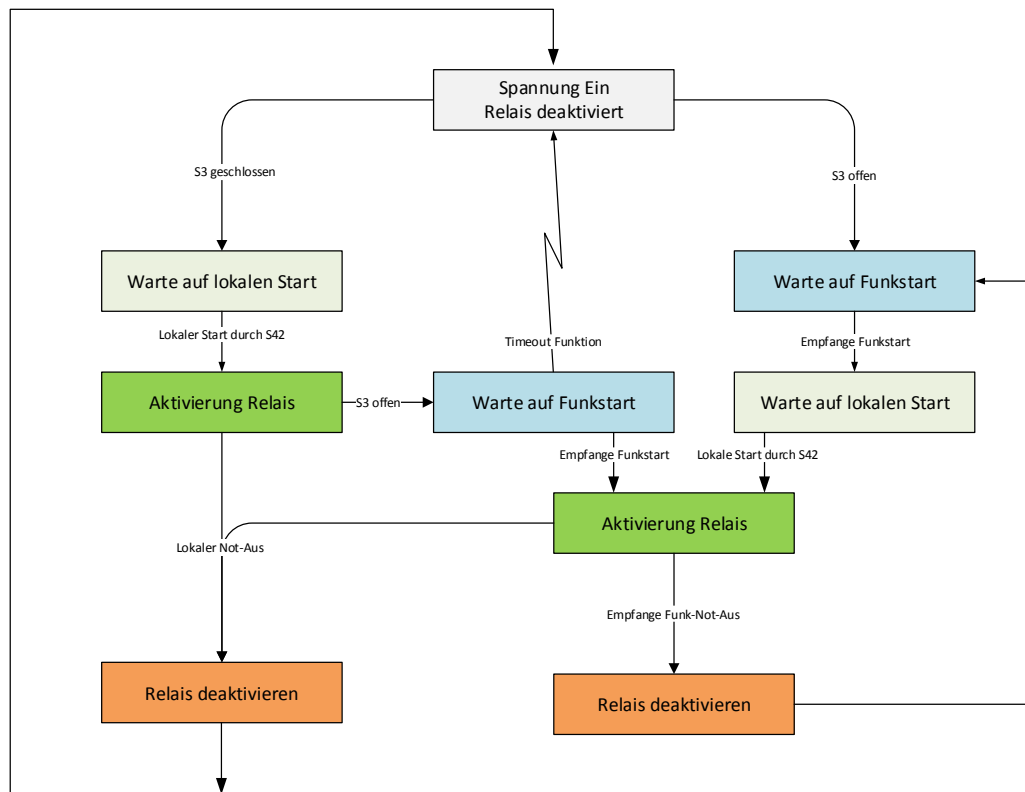 Spannung Ein
Relais deaktiviert
S3 geschlossen
S3 offen
Warte auf lokalen Start
Warte auf Funkstart
Lokaler Start durch S42
Timeout Funktion
Empfange Funkstart
Aktivierung Relais
S3 offen
Warte auf Funkstart
Warte auf lokalen Start
Empfange Funkstart
Lokale Start durch S42
Aktivierung Relais
Lokaler Not-Aus
Empfange Funk-Not-Aus
Relais deaktivieren
Relais deaktivieren